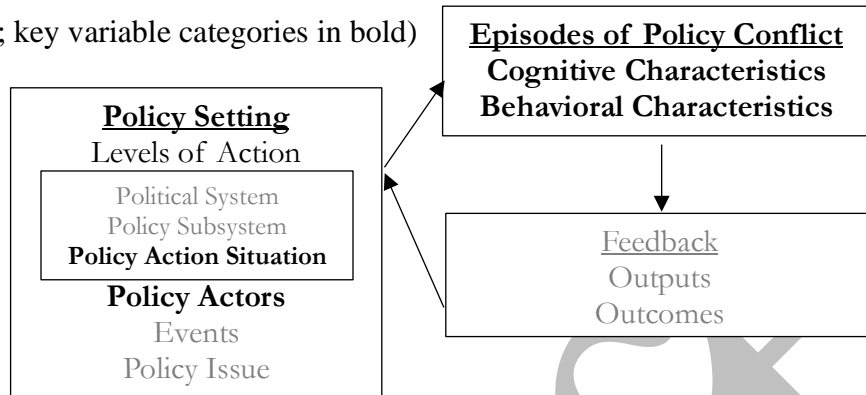 ; key variable categories in bold)
Episodes of Policy Conflict
Cognitive Characteristics
Behavioral Characteristics
Policy Setting
Levels of Action
Political System
Policy Subsystem
Policy Action Situation
Policy Actors
Events
Policy Issue
Feedback
Outputs
Outcomes